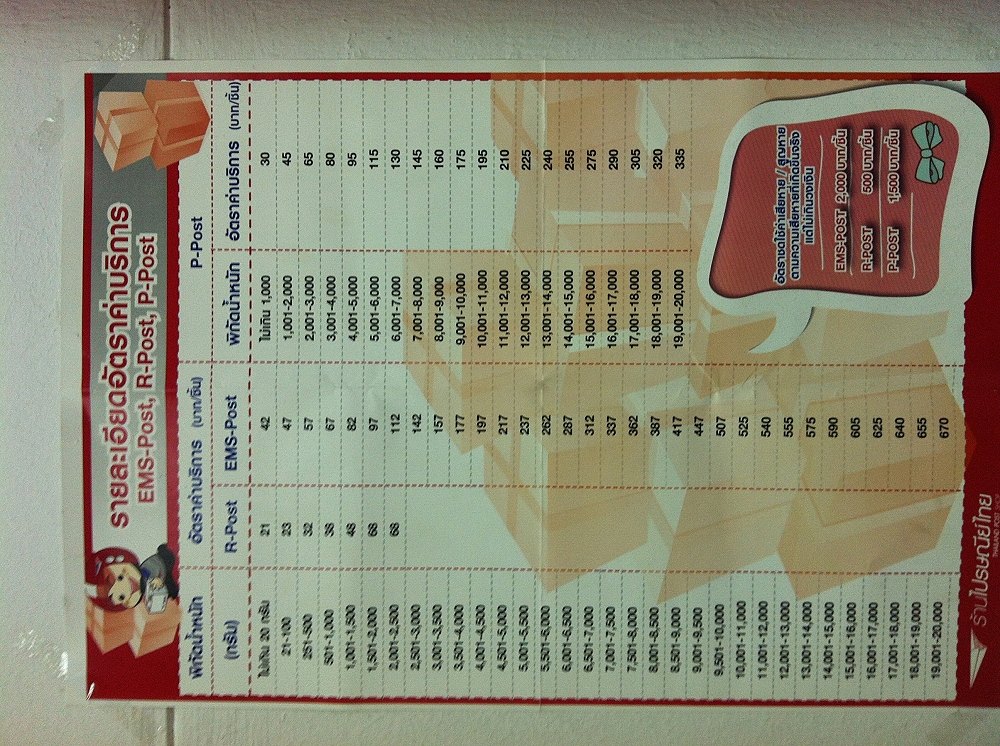 รายละเอียดอัตราค่าบริการ
EMS-Post, R-Post, P-Post
พิกัดน้ำหนัก อัตราค่าบริการ (บาท/ชิ้น) P-Post
(กรัม) R-Post EMS-Post พิกัดน้ำหนัก อัตราค่าบริการ (บาท/ชิ้น)
ไม่เกิน 20 กรัม 21 42 ไม่เกิน 1,000 30
21-100 23 47 1,001-2,000 45
251-500 32 57 2,001-3,000 65
501-1,000 38 67 3,001-4,000 80
1,001-1,500 48 82 4,001-5,000 95
1,501-2,000 68 97 5,001-6,000 115
2,001-2,500 68 112 6,001-7,000 130
2,501-3,000 142 7,001-8,000 145
3,001-3,500 157 8,001-9,000 160
3,501-4,000 177 9,001-10,000 175
4,001-4,500 197 10,001-11,000 195
4,501-5,000 217 11,001-12,000 210
5,001-5,500 237 12,001-13,000 225
5,501-6,000 262 13,001-14,000 240
6,001-6,500 287 14,001-15,000 255
6,501-7,000 312 15,001-16,000 275
7,001-7,500 337 16,001-17,000 290
7,501-8,000 362 17,001-18,000 305
8,001-8,500 387 18,001-19,000 320
8,501-9,000 417 19,001-20,000 335
9,001-9,500 447
9,501-10,000 507
10,001-11,000 525
11,001-12,000 540
12,001-13,000 555
13,001-14,000 575
14,001-15,000 590
15,001-16,000 605
16,001-17,000 625
17,001-18,000 640
18,001-19,000 655
19,001-20,000 670
อัตราชดใช้ค่าเสียหาย / สูญหาย
ตามความเสียหายที่เกิดขึ้นจริง
แต่ไม่เกินวงเงิน
EMS-POST 2,000 บาท/ชิ้น
R-POST 500 บาท/ชิ้น
P-POST 1,500 บาท/ชิ้น
ร้านไปรษณีย์ไทย